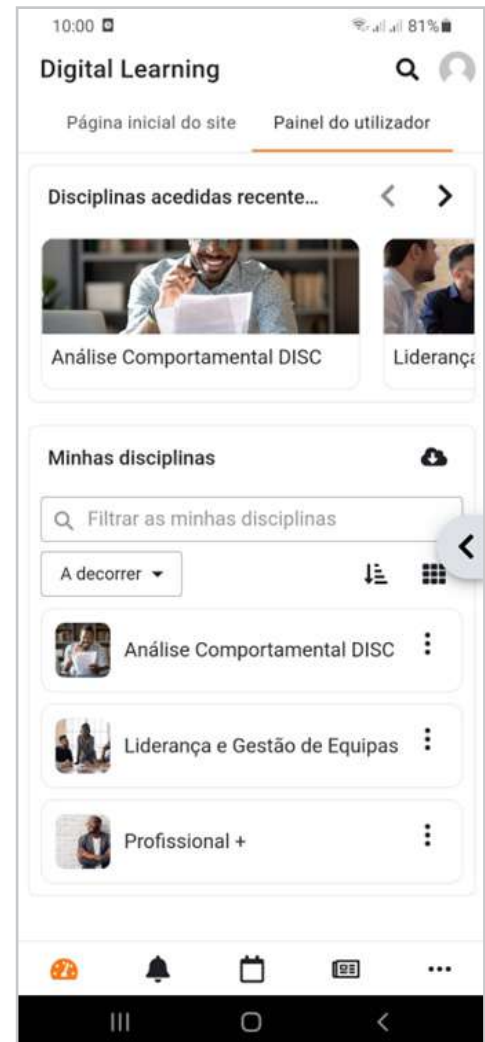 10:00 81%
Digital Learning
Página inicial do site Painel do utilizador
Disciplinas acedidas recente...
Análise Comportamental DISC Liderança
Minhas disciplinas
Filtrar as minhas disciplinas
A decorrer
Análise Comportamental DISC
Liderança e Gestão de Equipas
Profissional +